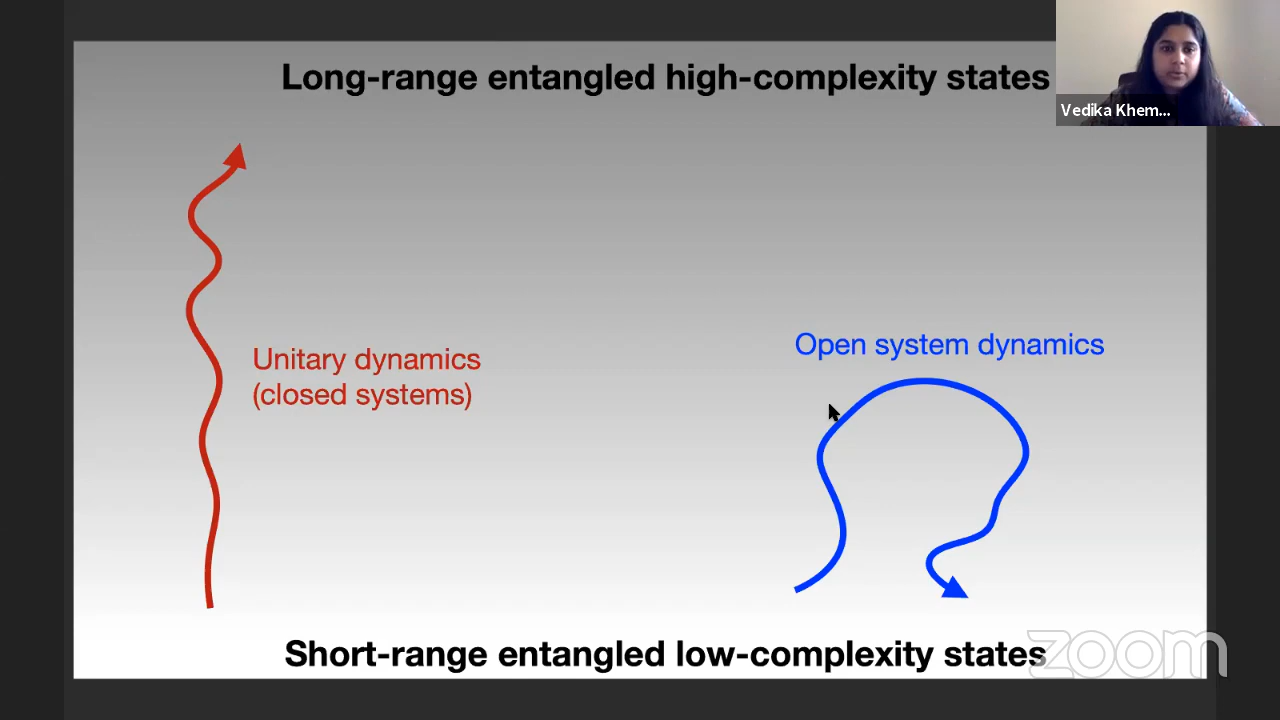 Long-range entangled high-complexity states
Vedika Khem...
Unitary dynamics
(closed systems)
Open system dynamics
Short-range entangled low-complexity states
zoom